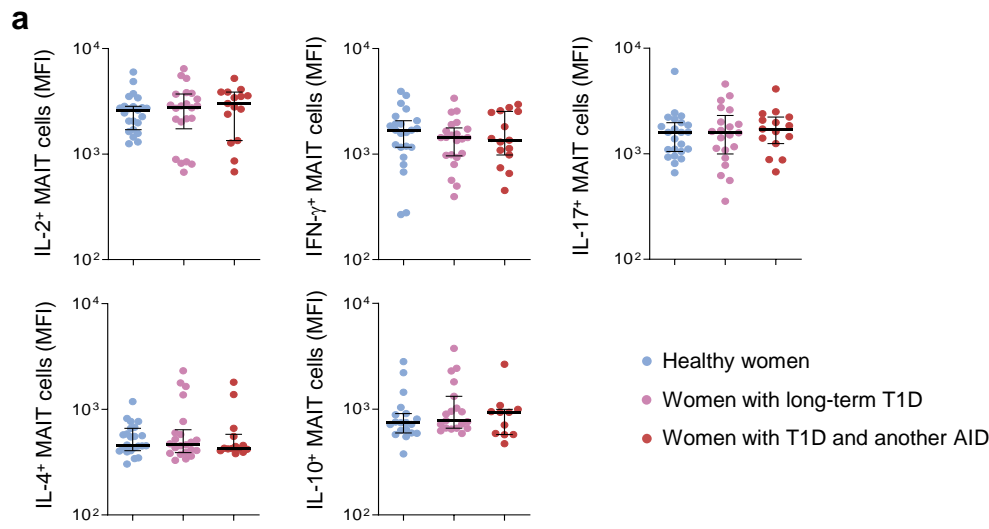 a
IL-2⁺ MAIT cells (MFI)
10⁴
10³
10²
IFN-γ⁺ MAIT cells (MFI)
10⁴
10³
10²
IL-17⁺ MAIT cells (MFI)
10⁴
10³
10²
IL-4⁺ MAIT cells (MFI)
10⁴
10³
10²
IL-10⁺ MAIT cells (MFI)
10⁴
10³
10²
Healthy women
Women with long-term T1D
Women with T1D and another AID